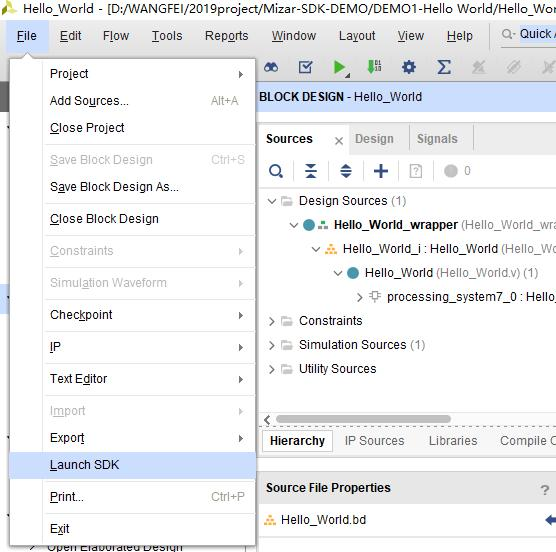 Hello_World - [D:/WANGFEI/2019project/Mizar-SDK-DEMO/DEMO1-Hello World/Hello_Wo
File Edit Flow Tools Reports Window Layout View Help Quick A
Project
Add Sources... Alt+A
Close Project
Save Block Design Ctrl+S
Save Block Design As...
Close Block Design
Constraints
Simulation Waveform
Checkpoint
IP
Text Editor
Import
Export
Launch SDK
Print... Ctrl+P
Exit
Open Elaborated Design
BLOCK DESIGN - Hello_World
Sources Design Signals
0
Design Sources (1)
Hello_World_wrapper (Hello_World_wra
Hello_World_i : Hello_World (Hello_Wo
Hello_World (Hello_World.v) (1)
processing_system7_0 : Hello_
Constraints
Simulation Sources (1)
Utility Sources
Hierarchy IP Sources Libraries Compile O
Source File Properties
Hello_World.bd